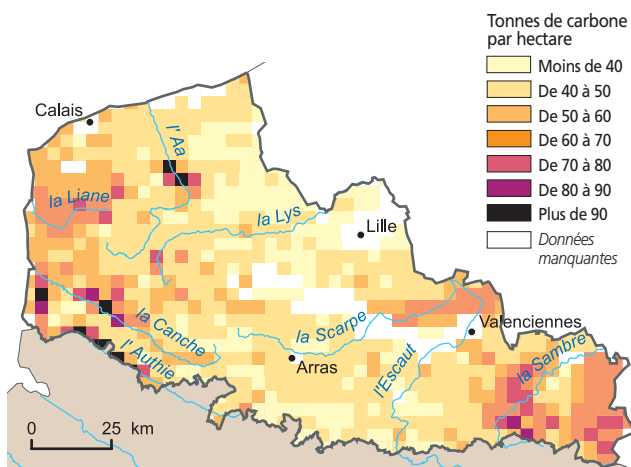 Tonnes de carbone
par hectare
Moins de 40
De 40 à 50
De 50 à 60
De 60 à 70
De 70 à 80
De 80 à 90
Plus de 90
Données
manquantes
Calais
l' Aa
la Liane
la Lys
Lille
la Canche
la Scarpe
Valenciennes
l'Authie
Arras
l'Escaut
la Sambre
0 25 km